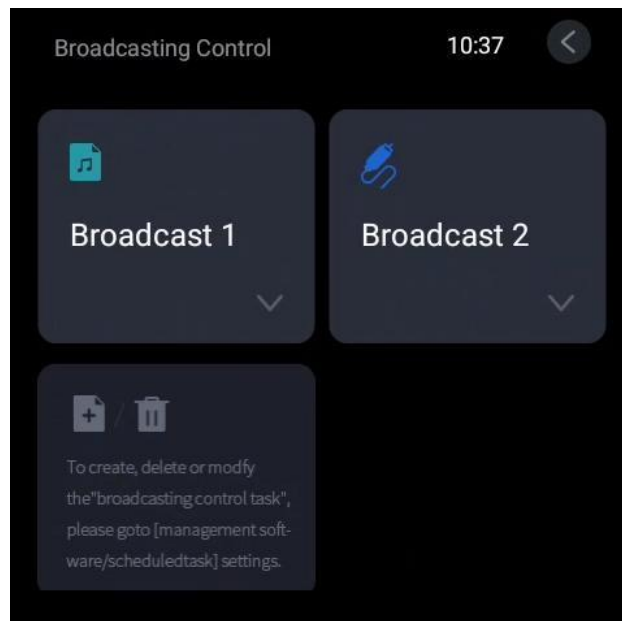 Broadcasting Control
10:37
Broadcast 1
Broadcast 2
To create, delete or modfy
the"broadcasting control task",
please goto [management soft-
ware/scheduledtask] settings.